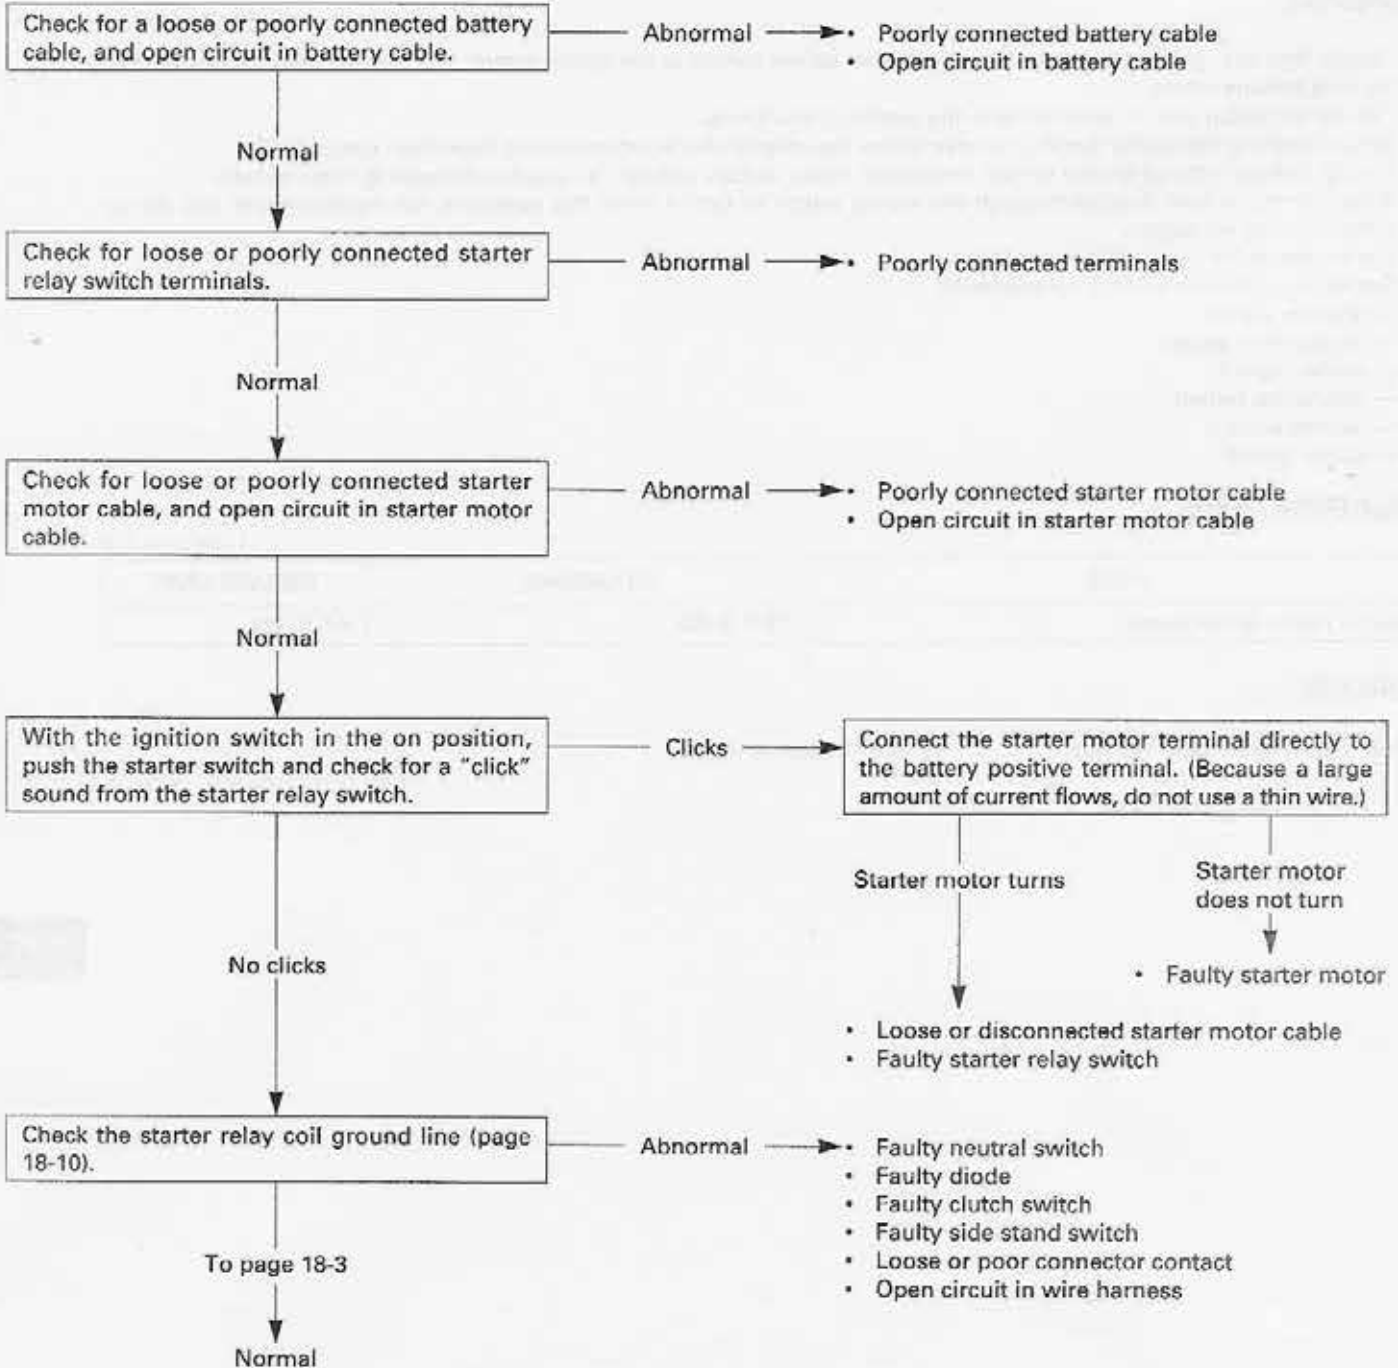 Check for a loose or poorly connected battery
cable, and open circuit in battery cable.
Abnormal
• Poorly connected battery cable
• Open circuit in battery cable
Normal
Check for loose or poorly connected starter
relay switch terminals.
Abnormal
• Poorly connected terminals
Normal
Check for loose or poorly connected starter
motor cable, and open circuit in starter motor
cable.
Abnormal
• Poorly connected starter motor cable
• Open circuit in starter motor cable
Normal
With the ignition switch in the on position,
push the starter switch and check for a "click"
sound from the starter relay switch.
Clicks
Connect the starter motor terminal directly to
the battery positive terminal. (Because a large
amount of current flows, do not use a thin wire.)
Starter motor turns
Starter motor
does not turn
• Faulty starter motor
• Loose or disconnected starter motor cable
• Faulty starter relay switch
No clicks
Check the starter relay coil ground line (page
18-10).
Abnormal
• Faulty neutral switch
• Faulty diode
• Faulty clutch switch
• Faulty side stand switch
• Loose or poor connector contact
• Open circuit in wire harness
To page 18-3
Normal